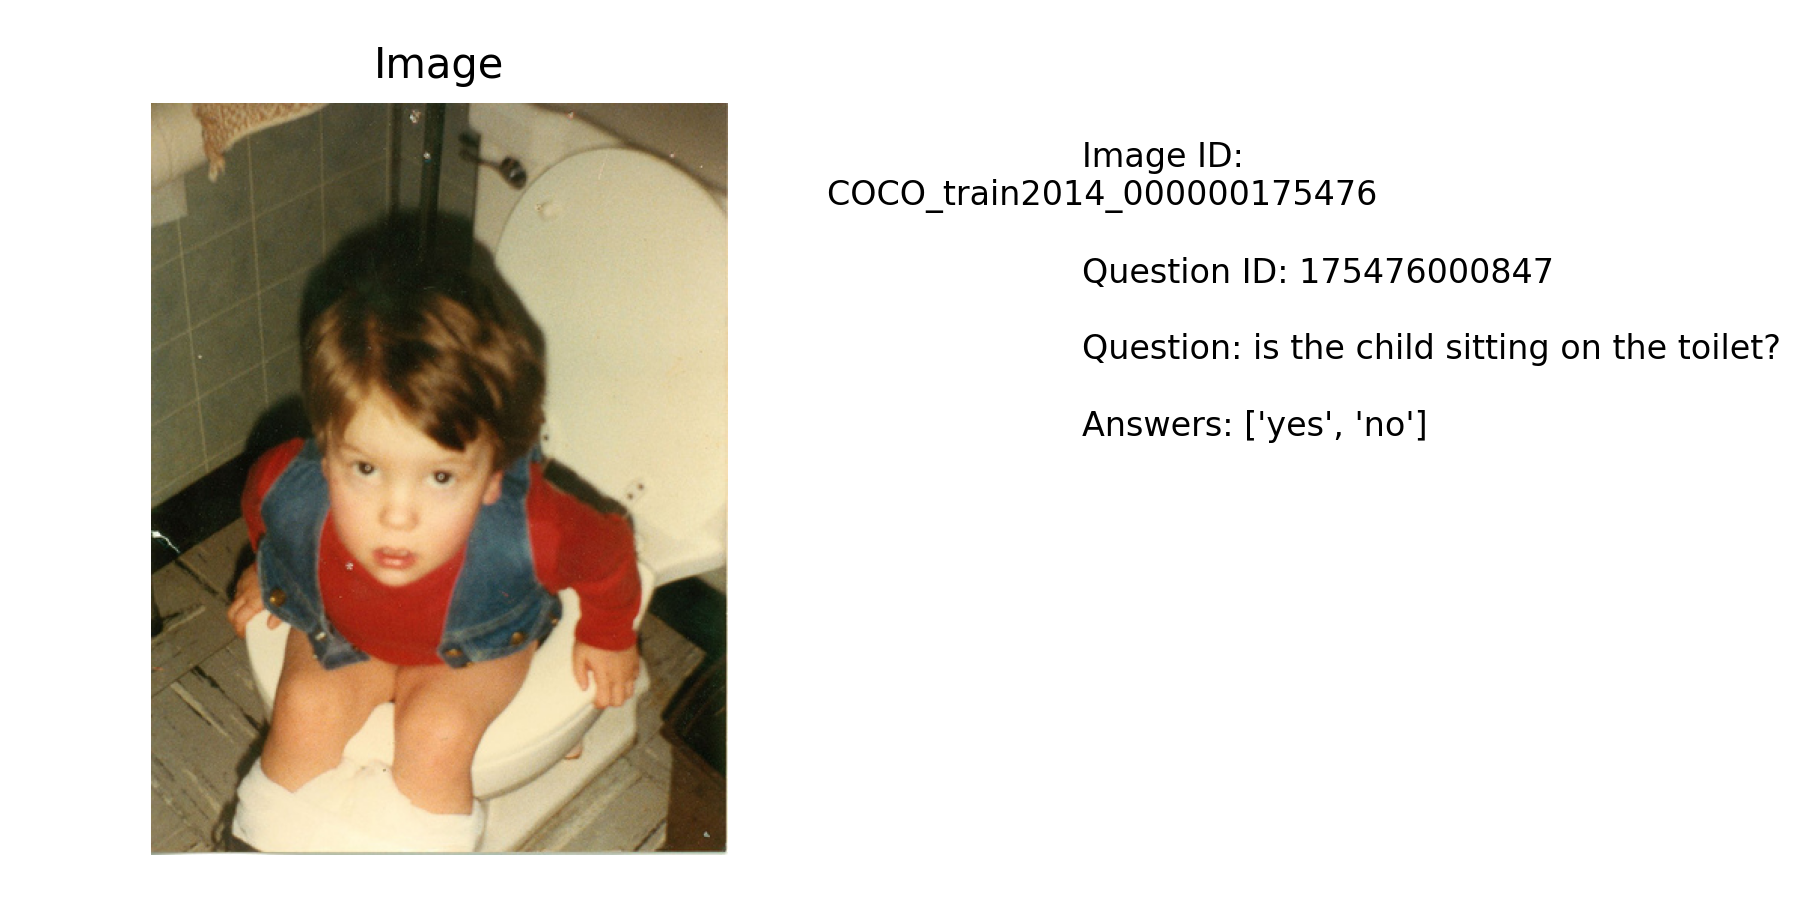 Image
Image ID:
COCO_train2014_000000175476
Question ID: 175476000847
Question: is the child sitting on the toilet?
Answers: ['yes', 'no']